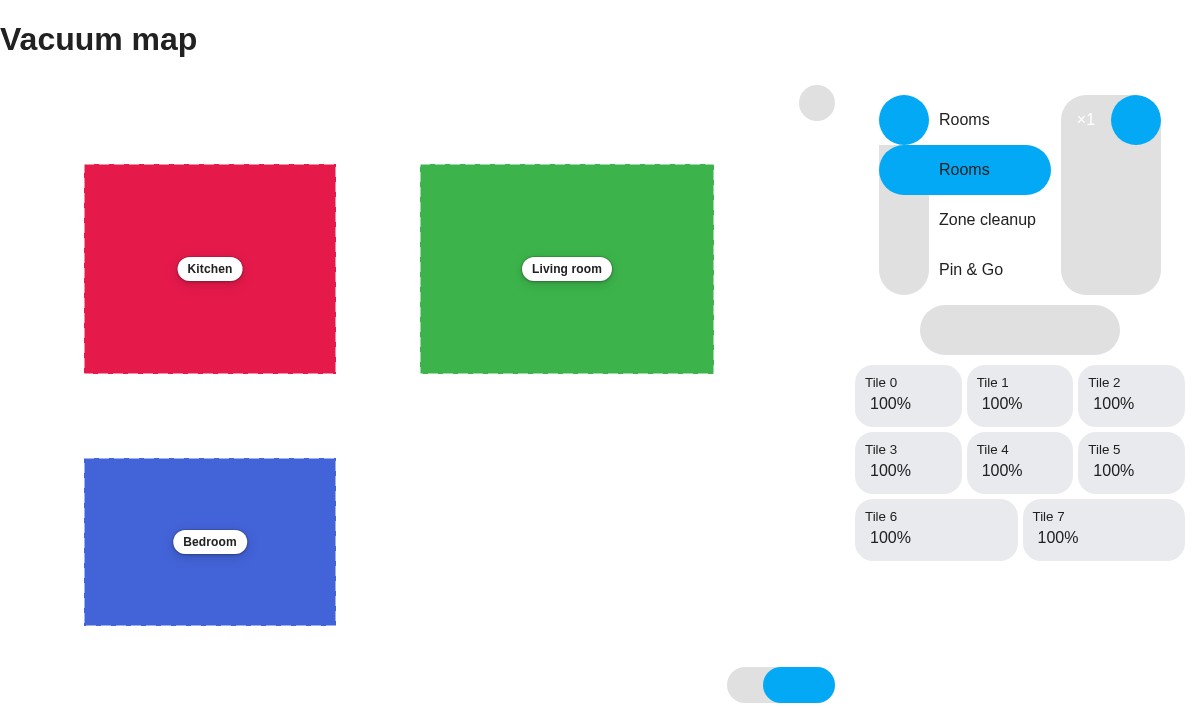 Vacuum map
Rooms
×1
Rooms
Zone cleanup
Pin & Go
Kitchen
Living room
Bedroom
Tile 0
100%
Tile 1
100%
Tile 2
100%
Tile 3
100%
Tile 4
100%
Tile 5
100%
Tile 6
100%
Tile 7
100%